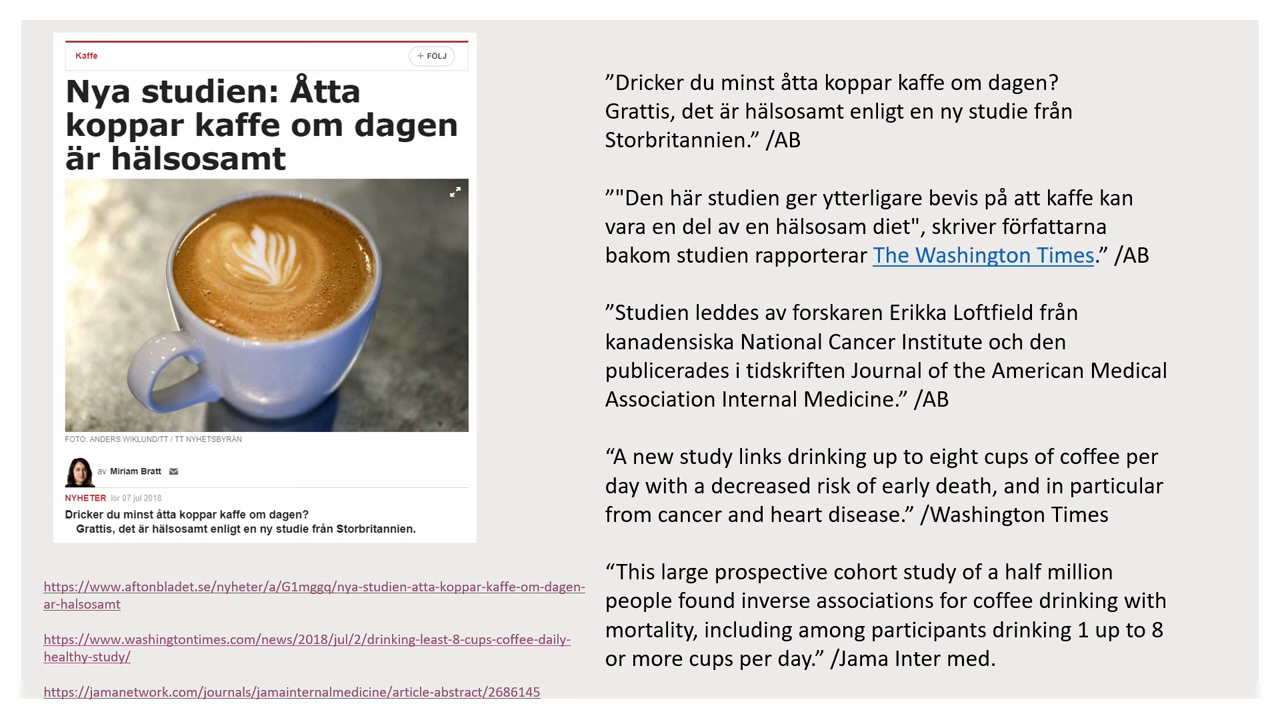 Kaffe
+ FÖLJ
Nya studien: Åtta
koppar kaffe om dagen
är hälsosamt
FOTO: ANDERS WIKLUND/TT / TT NYHETSBYRÅN
av Miriam Bratt
NYHETER lör 07 jul 2018
Dricker du minst åtta koppar kaffe om dagen?
Grattis, det är hälsosamt enligt en ny studie från Storbritannien.
https://www.aftonbladet.se/nyheter/a/G1mggq/nya-studien-atta-koppar-kaffe-om-dagen-
ar-halsosamt
https://www.washingtontimes.com/news/2018/jul/2/drinking-least-8-cups-coffee-daily-
healthy-study/
https://jamanetwork.com/journals/jamainternalmedicine/article-abstract/2686145
”Dricker du minst åtta koppar kaffe om dagen?
Grattis, det är hälsosamt enligt en ny studie från
Storbritannien.” /AB
”"Den här studien ger ytterligare bevis på att kaffe kan
vara en del av en hälsosam diet", skriver författarna
bakom studien rapporterar The Washington Times.” /AB
”Studien leddes av forskaren Erikka Loftfield från
kanadensiska National Cancer Institute och den
publicerades i tidskriften Journal of the American Medical
Association Internal Medicine.” /AB
“A new study links drinking up to eight cups of coffee per
day with a decreased risk of early death, and in particular
from cancer and heart disease.” /Washington Times
“This large prospective cohort study of a half million
people found inverse associations for coffee drinking with
mortality, including among participants drinking 1 up to 8
or more cups per day.” /Jama Inter med.